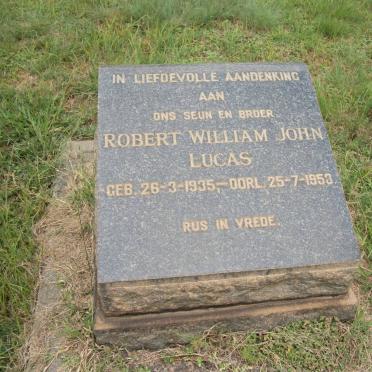 IN LIEFDEVOLLE AANDENKING
AAN
ONS SEUN EN BROER
ROBERT WILLIAM JOHN
LUCAS
GEB. 26-3-1935—OORL. 25-7-1953.
RUS IN VREDE.